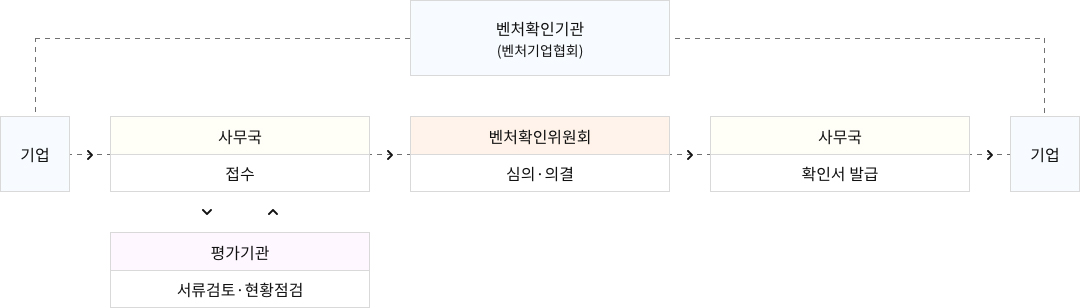 벤처확인기관
(벤처기업협회)
기업
사무국
접수
벤처확인위원회
심의·의결
사무국
확인서 발급
기업
평가기관
서류검토·현황점검